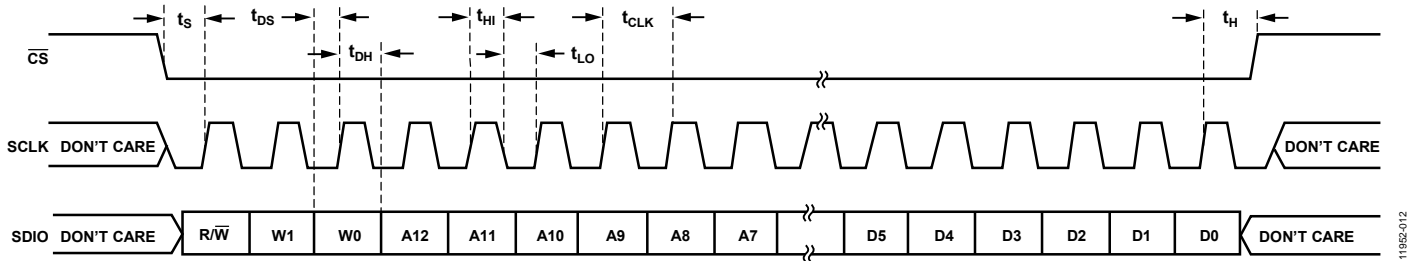 tS tDS tHI tCLK tH
tDH tLO
C̅S̅
SCLK DON'T CARE DON'T CARE
SDIO DON'T CARE R/W̅ W1 W0 A12 A11 A10 A9 A8 A7 D5 D4 D3 D2 D1 D0 DON'T CARE
11952-012